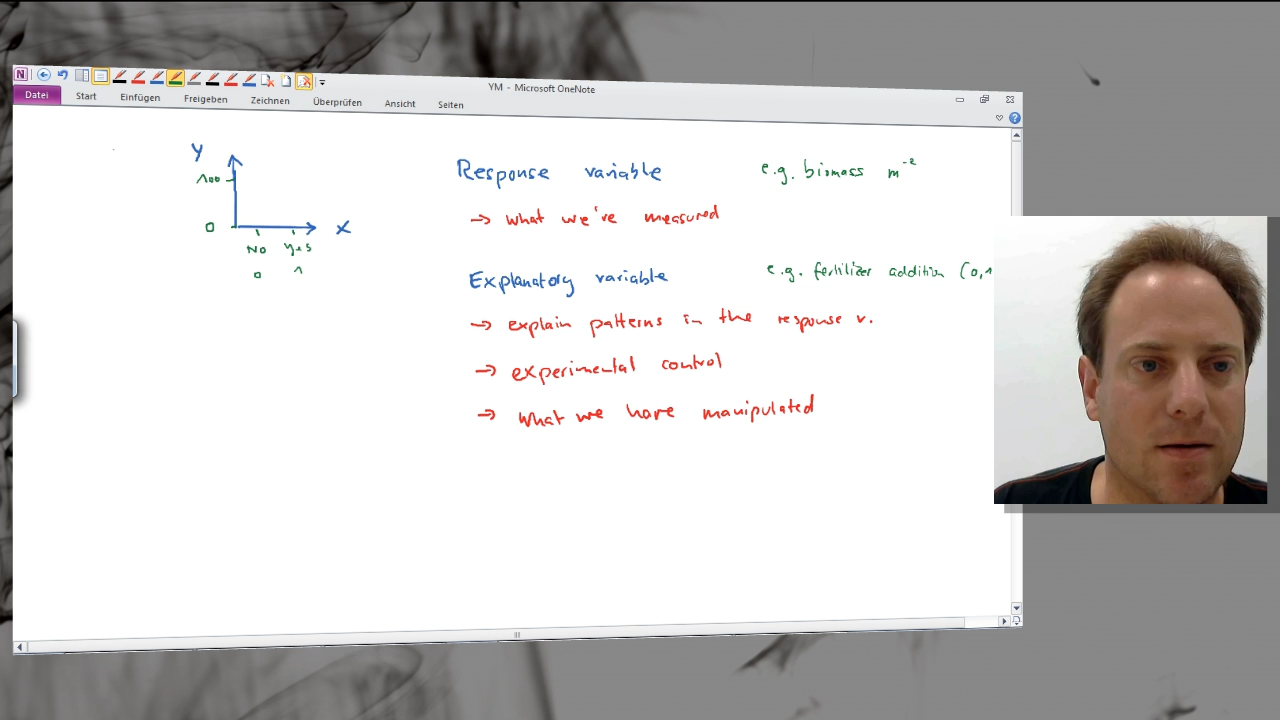 YM - Microsoft OneNote
Datei Start Einfügen Freigeben Zeichnen Überprüfen Ansicht Seiten
Y
100
0
X
No yes
0 1
Response variable e.g. biomass m⁻²
→ what we've measured
Explanatory variable e.g. fertilizer addition (0,1
→ explain patterns in the response v.
→ experimental control
→ what we have manipulated